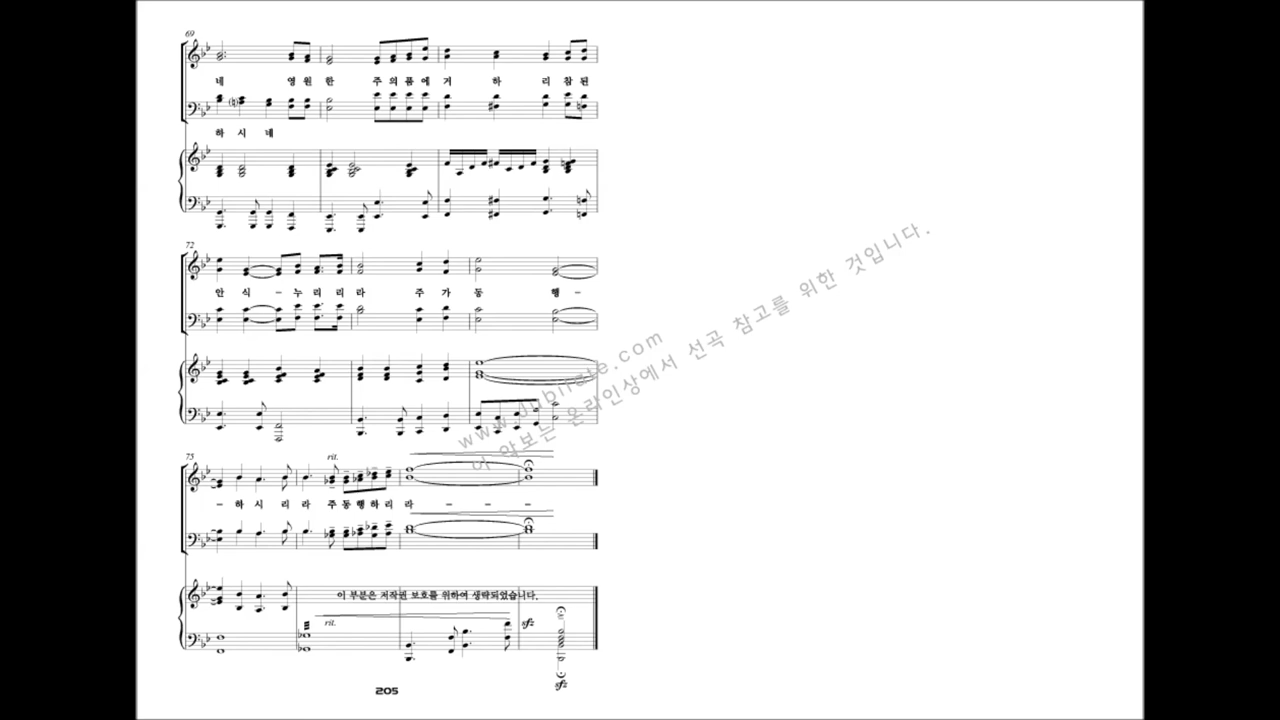 69
네 영 원 한 주 의 품 에 거 하 리 참 된
하 시 네
72
안 식 - 누 리 리 라 주 가 동 행 -
www.jubilate.com
이 악보는 온라인상에서 선곡 참고를 위한 것입니다.
75
rit.
- 하 시 리 라 주 동 행 하 리 라 - - -
이 부분은 저작권 보호를 위하여 생략되었습니다.
rit.
sfz
sfz
205